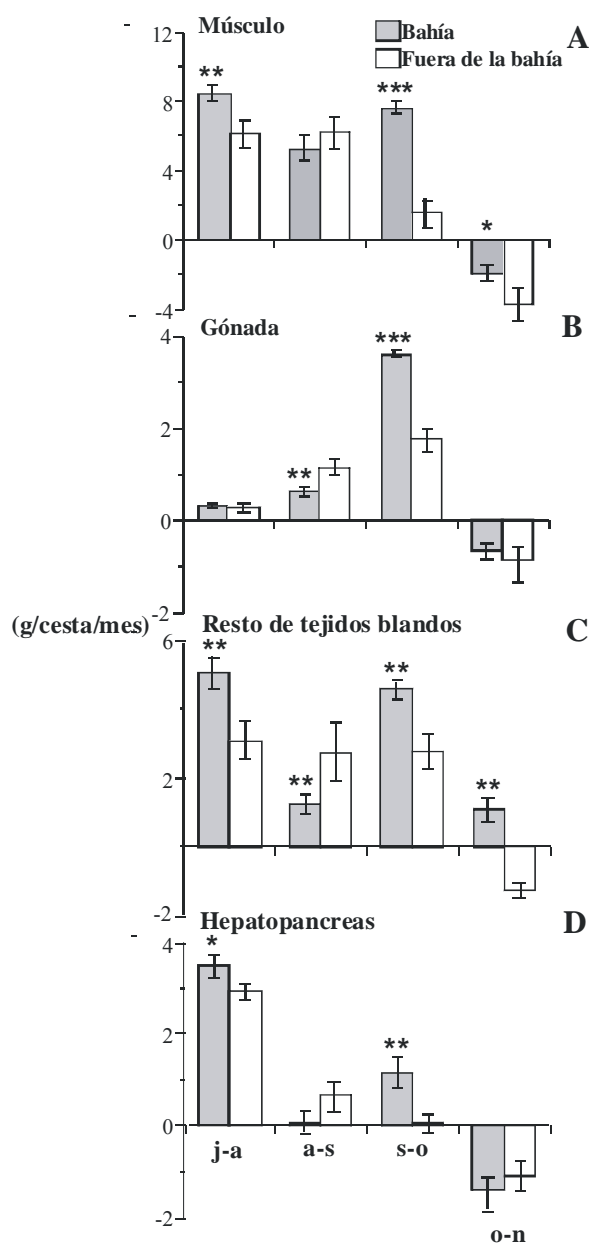 12 Músculo Bahía A
** Fuera de la bahía
8 ***
4
0 *
-4
Gónada B
4 ***
2
**
0
-2
(g/cesta/mes) Resto de tejidos blandos C
6 **
**
2 ** **
-2
Hepatopancreas D
4 *
2
**
0
j-a a-s s-o
-2
o-n